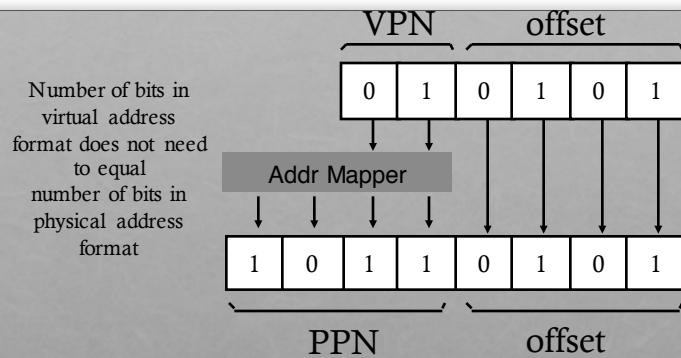 VPN offset
0 1 0 1 0 1
Number of bits in
virtual address
format does not need
to equal
number of bits in
physical address
format
Addr Mapper
1 0 1 1 0 1 0 1
PPN offset